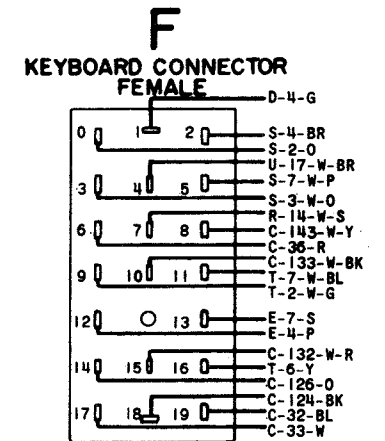 F
KEYBOARD CONNECTOR
FEMALE
D-4-G
0 1 2 S-4-BR
S-2-O
U-17-W-BR
3 4 5 S-7-W-P
S-3-W-O
R-14-W-S
6 7 8 C-143-W-Y
C-36-R
C-133-W-BK
9 10 11 T-7-W-BL
T-2-W-G
12 13 E-7-S
E-4-P
C-132-W-R
14 15 16 T-6-Y
C-126-O
C-124-BK
17 18 19 C-32-BL
C-33-W